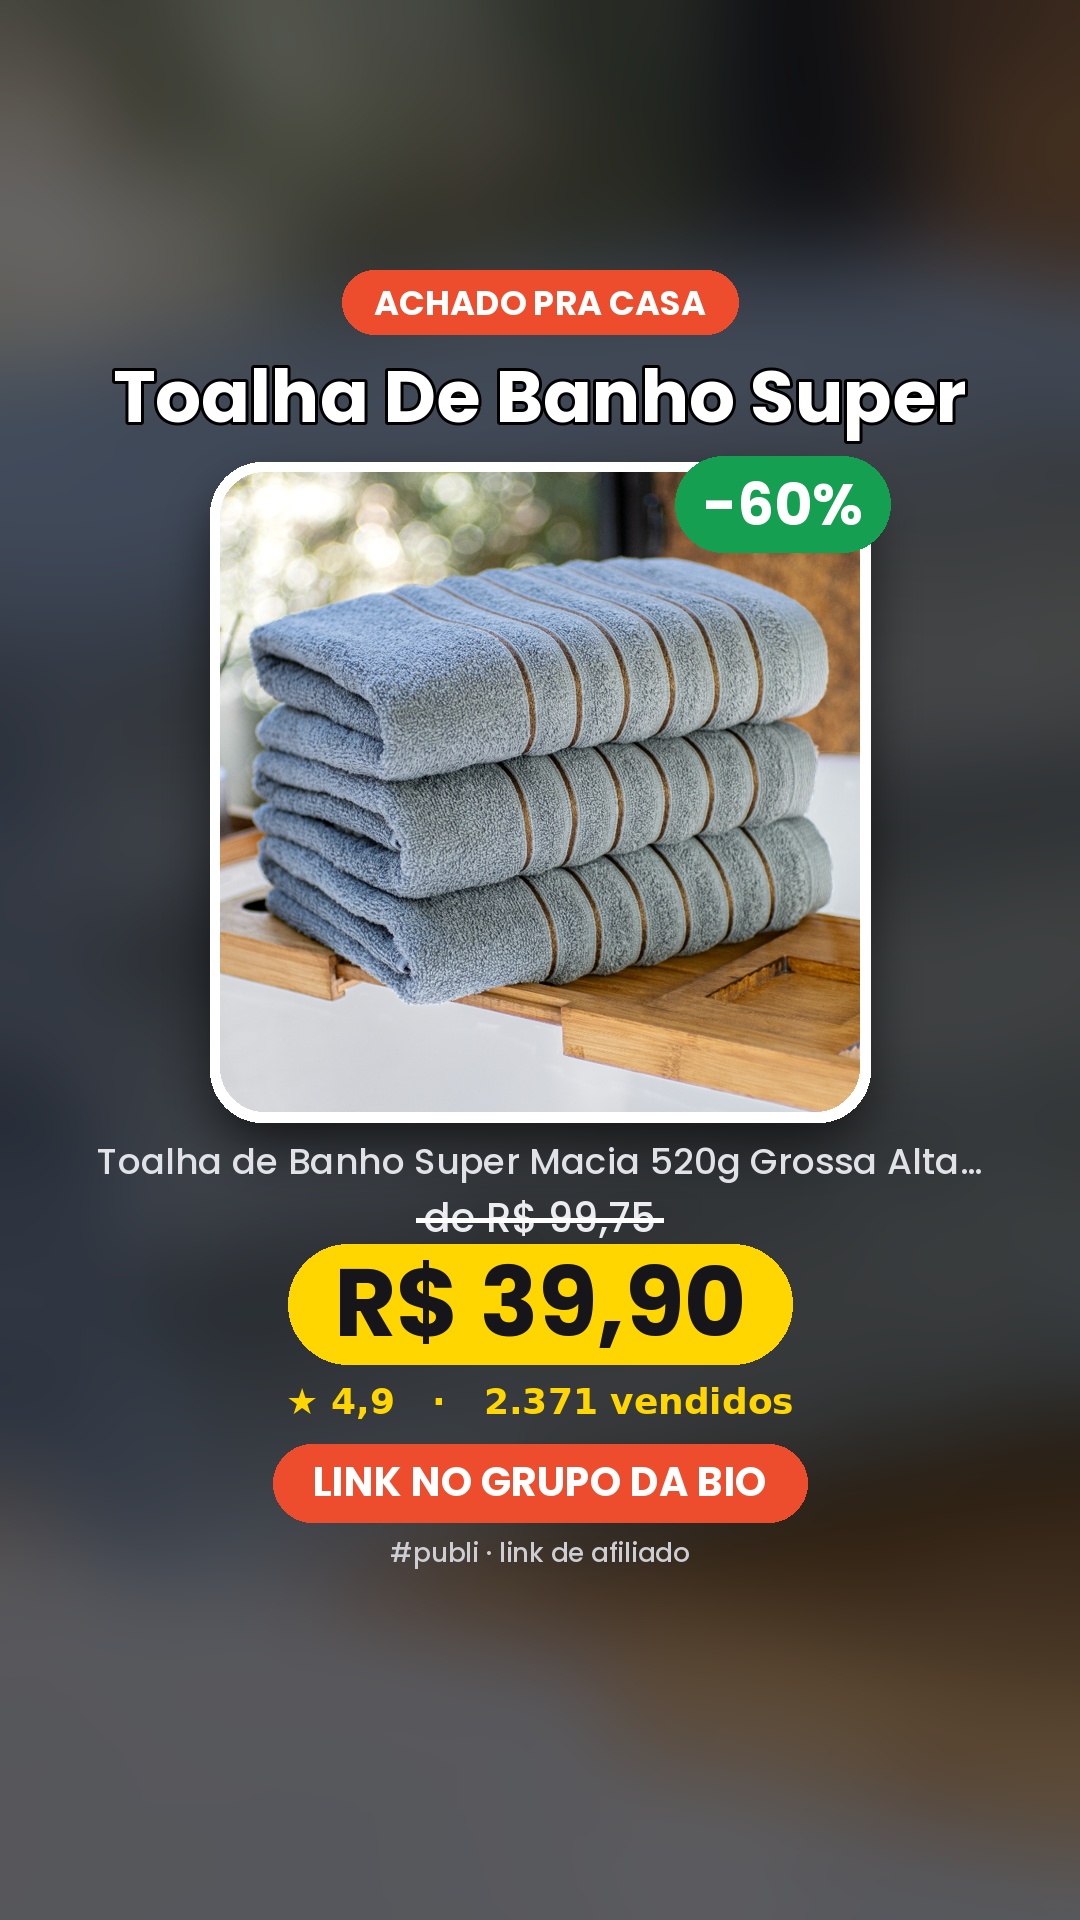 ACHADO PRA CASA
Toalha De Banho Super
-60%
Toalha de Banho Super Macia 520g Grossa Alta...
de R$ 99,75
R$ 39,90
★ 4,9 · 2.371 vendidos
LINK NO GRUPO DA BIO
#publi · link de afiliado